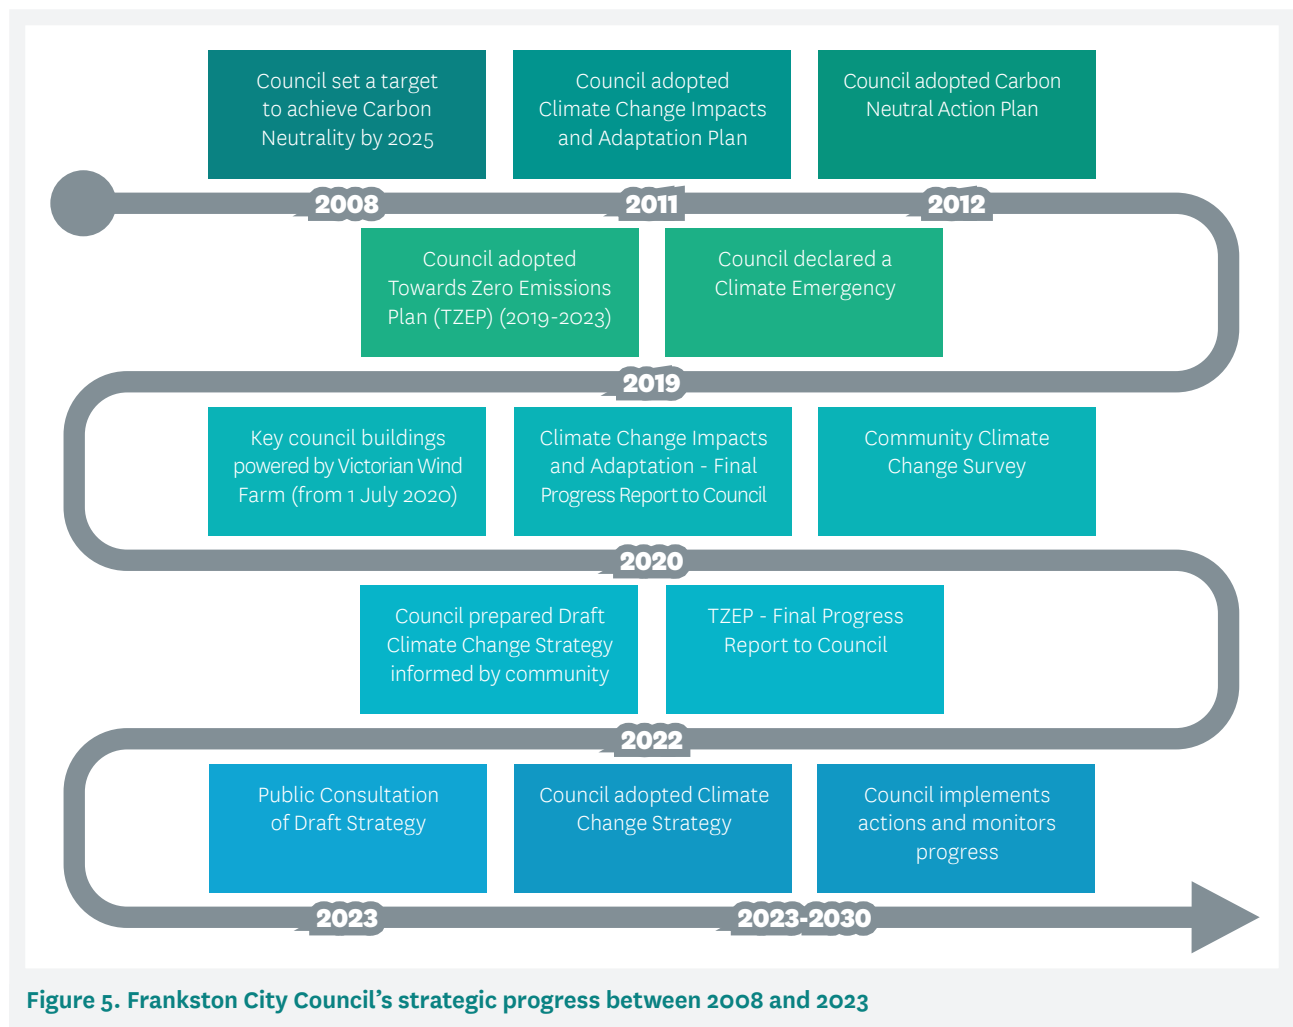 Council set a target
to achieve Carbon
Neutrality by 2025
Council adopted
Climate Change Impacts
and Adaptation Plan
Council adopted Carbon
Neutral Action Plan
2008
2011
2012
Council adopted
Towards Zero Emissions
Plan (TZEP) (2019-2023)
Council declared a
Climate Emergency
2019
Key council buildings
powered by Victorian Wind
Farm (from 1 July 2020)
Climate Change Impacts
and Adaptation - Final
Progress Report to Council
Community Climate
Change Survey
2020
Council prepared Draft
Climate Change Strategy
informed by community
TZEP - Final Progress
Report to Council
2022
Public Consultation
of Draft Strategy
Council adopted Climate
Change Strategy
Council implements
actions and monitors
progress
2023
2023-2030
Figure 5. Frankston City Council’s strategic progress between 2008 and 2023